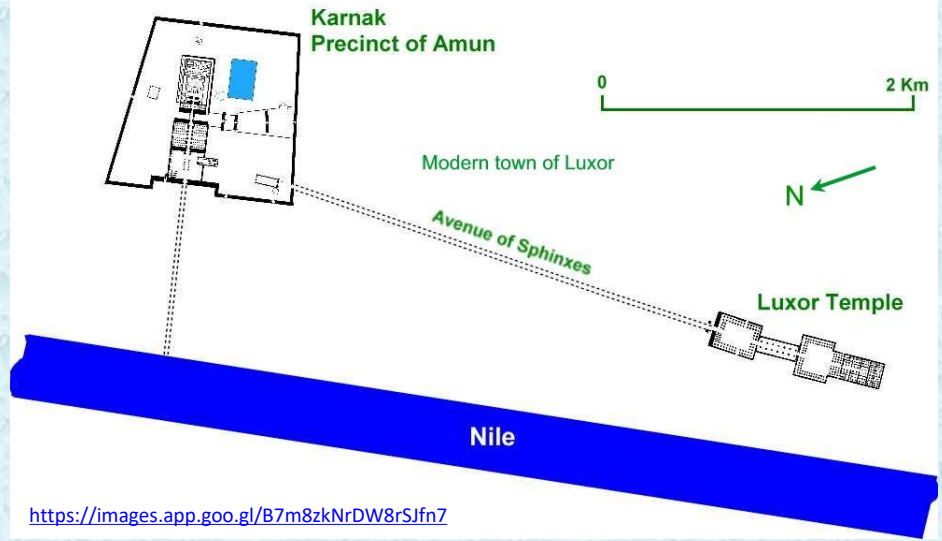 Karnak
Precinct of Amun
0 2 Km
Modern town of Luxor
N
Avenue of Sphinxes
Luxor Temple
Nile
https://images.app.goo.gl/B7m8zkNrDW8rSJfn7